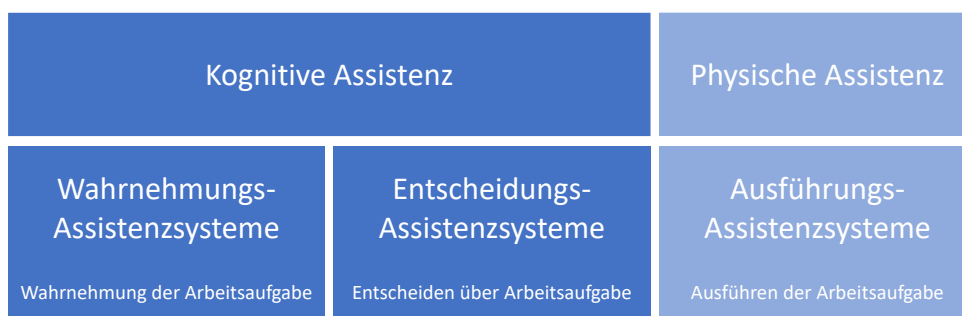 Kognitive Assistenz
Physische Assistenz
Wahrnehmungs-
Assistenzsysteme
Wahrnehmung der Arbeitsaufgabe
Entscheidungs-
Assistenzsysteme
Entscheiden über Arbeitsaufgabe
Ausführungs-
Assistenzsysteme
Ausführen der Arbeitsaufgabe